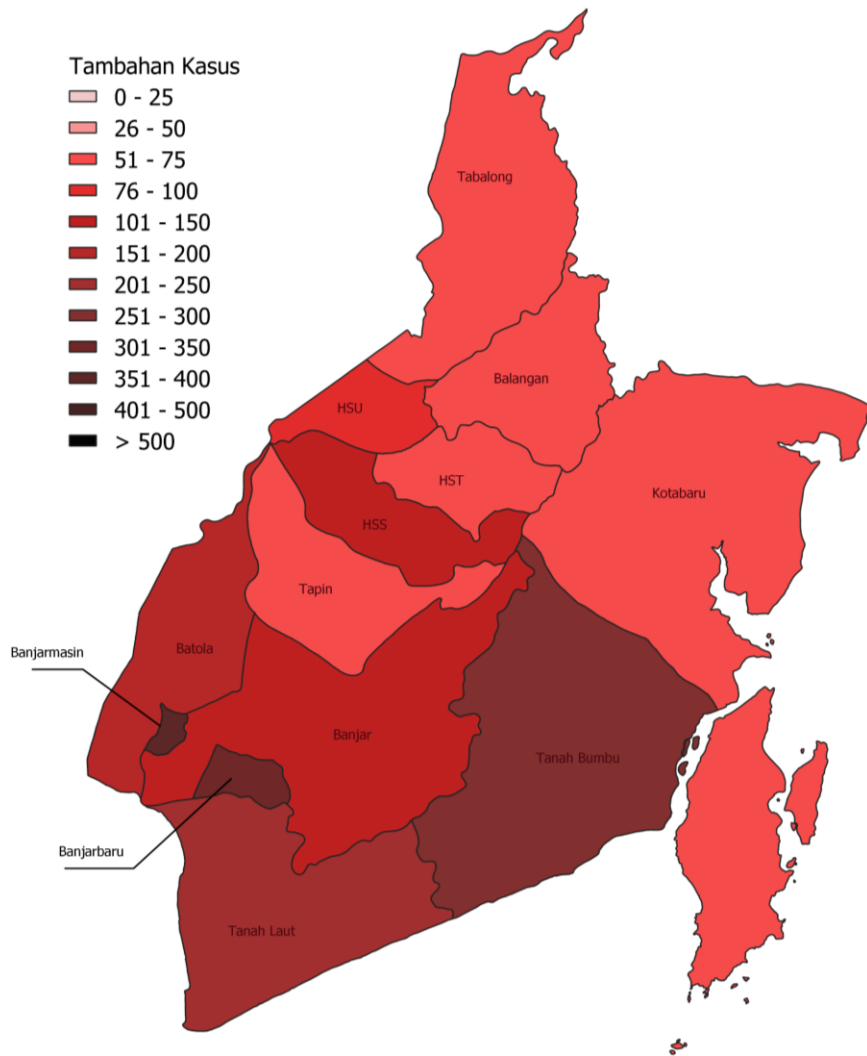 Tambahan Kasus
0 - 25
26 - 50
51 - 75
76 - 100
101 - 150
151 - 200
201 - 250
251 - 300
301 - 350
351 - 400
401 - 500
> 500
Tabalong
Balangan
HSU
HST
Kotabaru
HSS
Tapin
Batola
Banjarmasin
Banjar
Tanah Bumbu
Banjarbaru
Tanah Laut